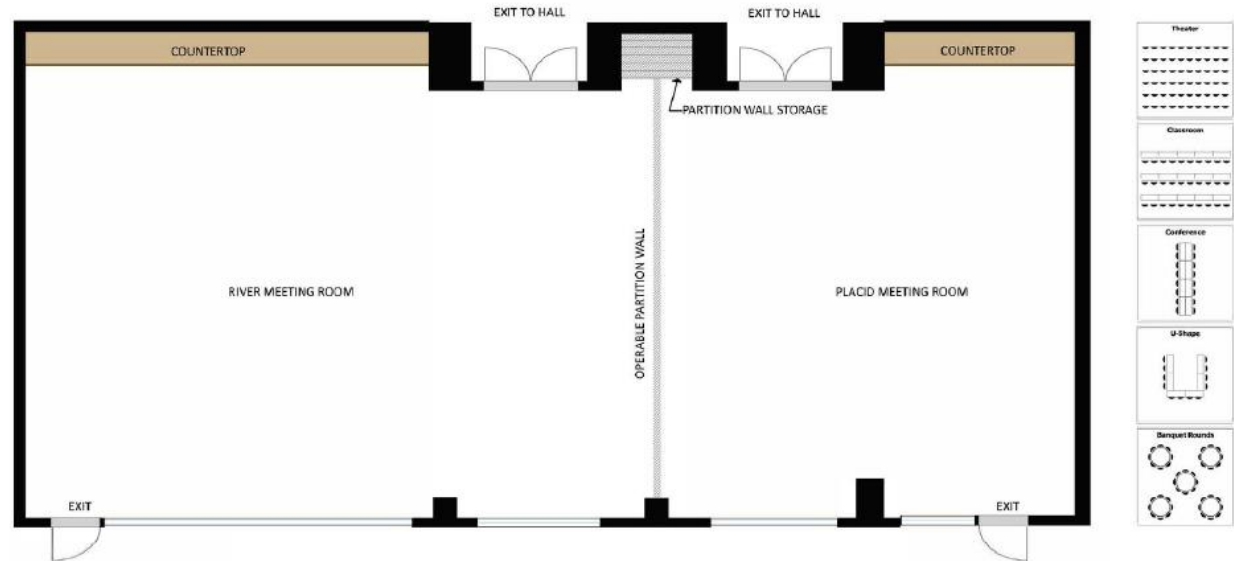 EXIT TO HALL
EXIT TO HALL
COUNTERTOP
COUNTERTOP
PARTITION WALL STORAGE
OPERABLE PARTITION WALL
RIVER MEETING ROOM
PLACID MEETING ROOM
EXIT
EXIT
Theater
Classroom
Conference
U-Shape
Banquet Rounds